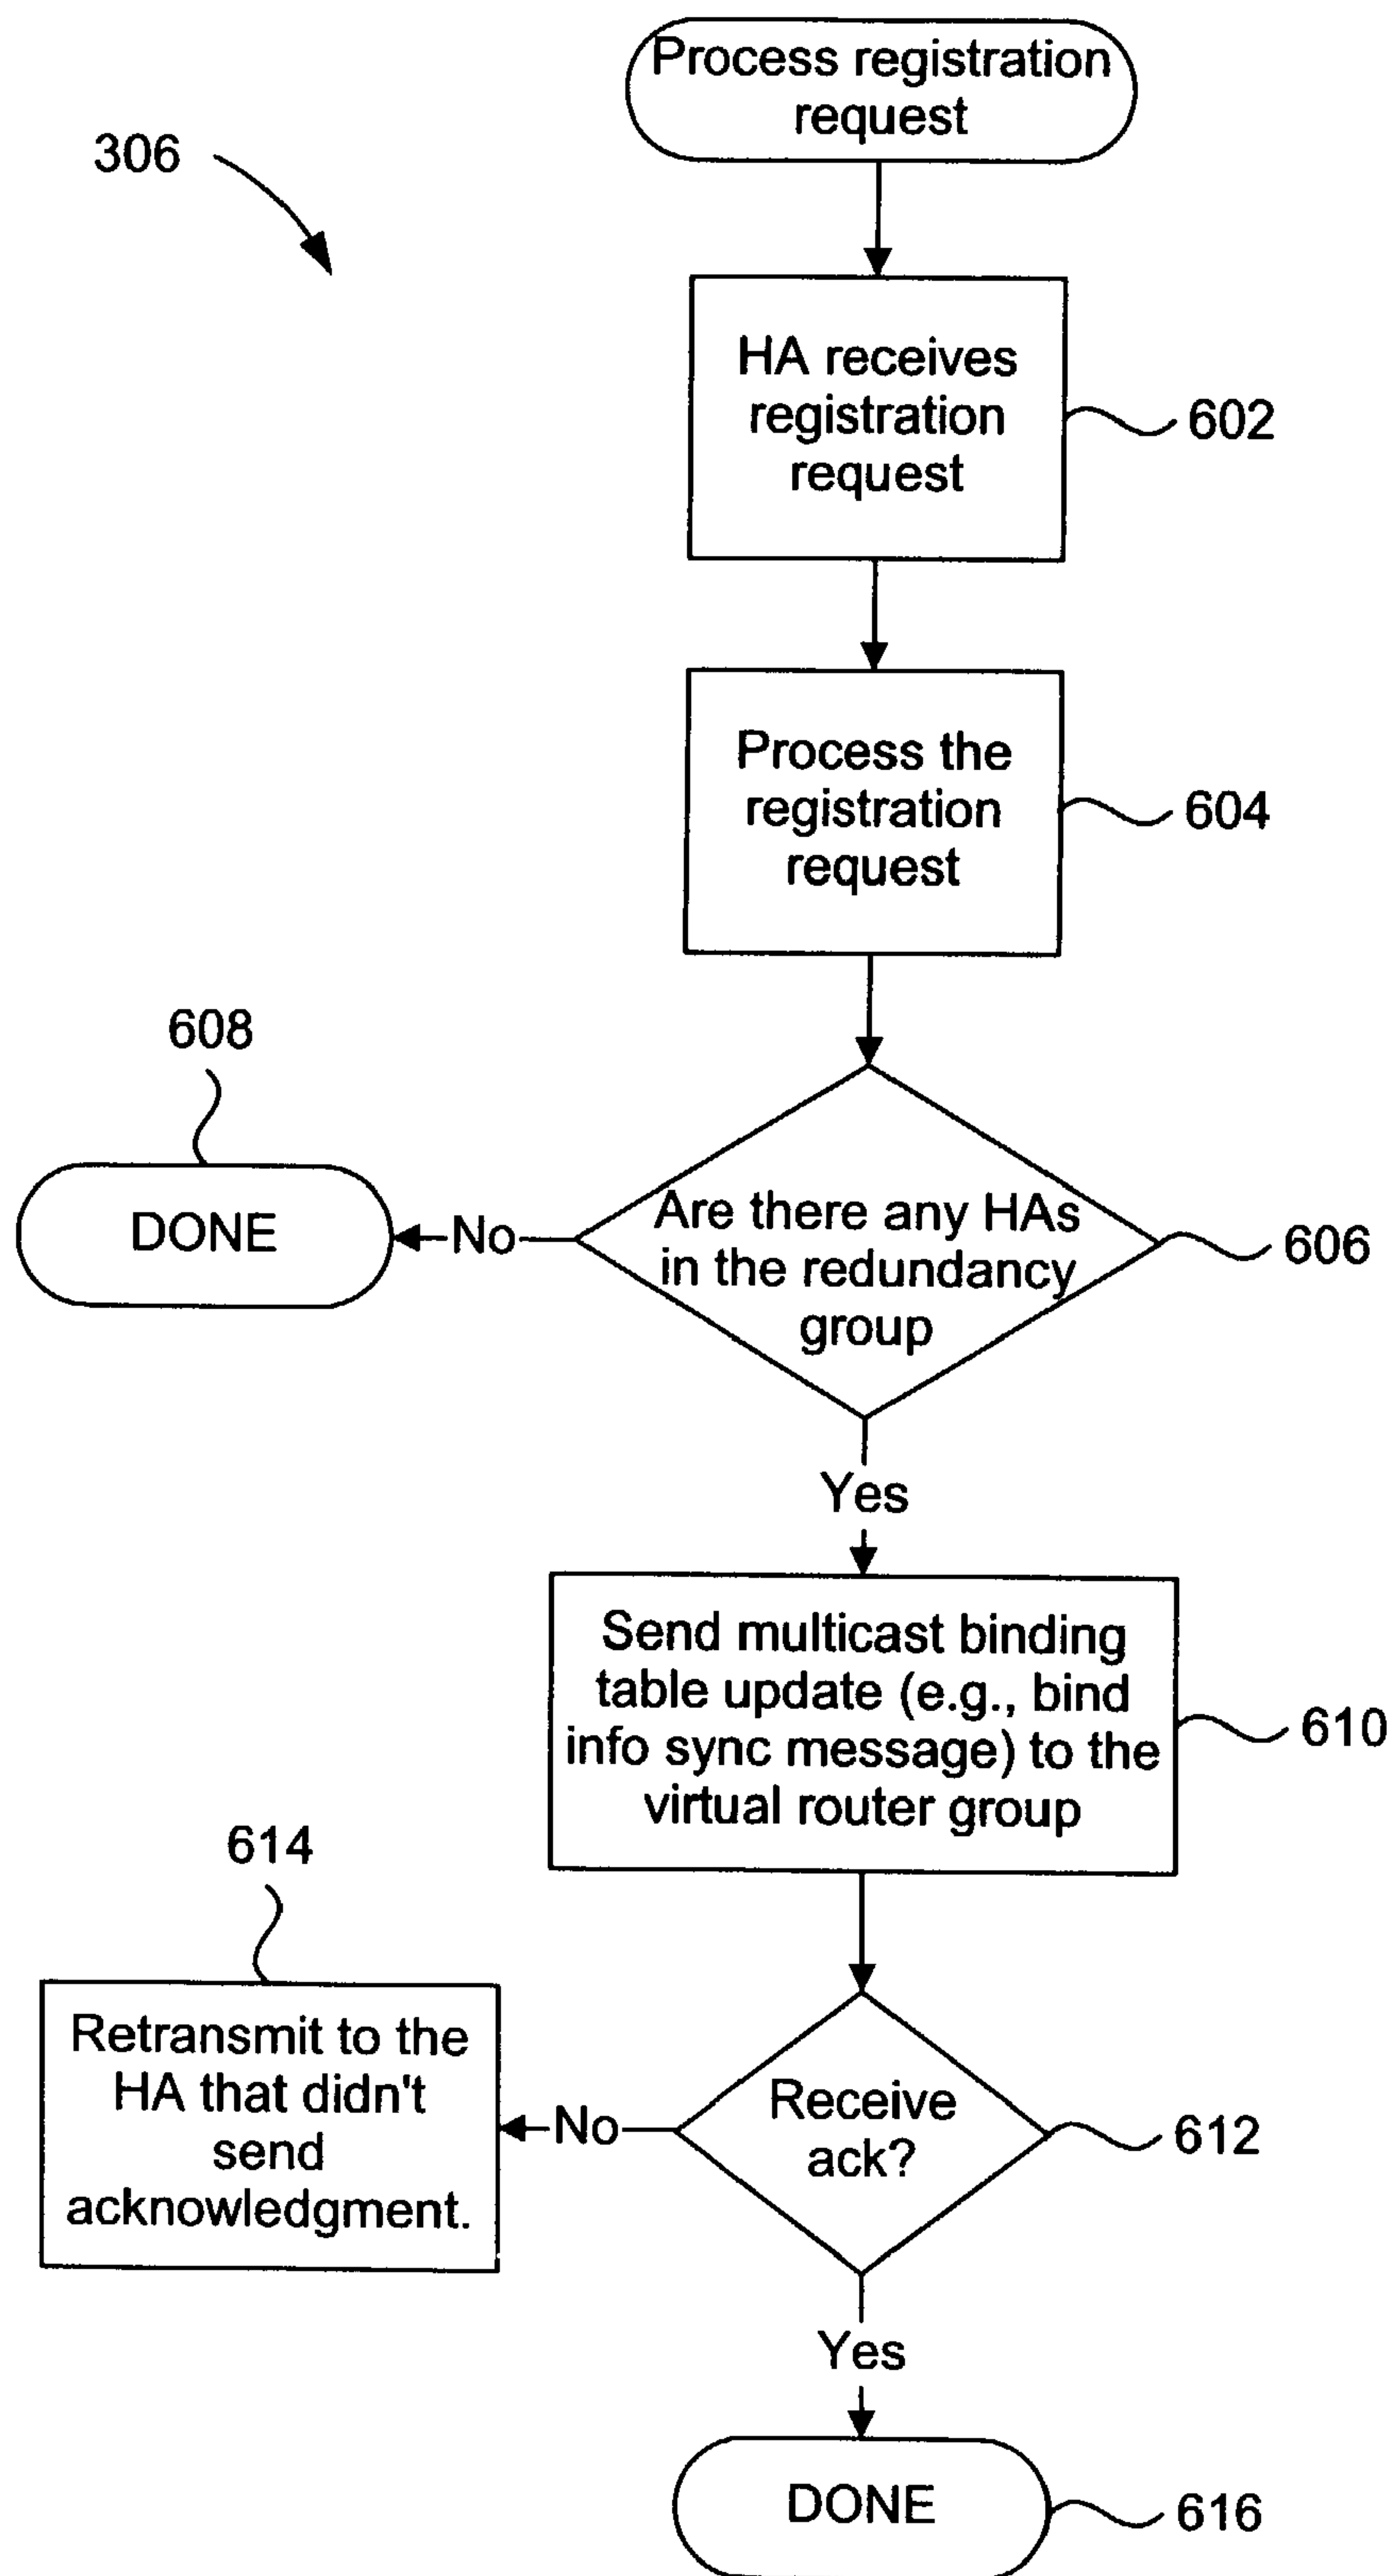 Process registration
request
306
HA receives
registration
request
602
Process the
registration
request
604
608
DONE
No
Are there any HAs
in the redundancy
group
606
Yes
Send multicast binding
table update (e.g., bind
info sync message) to the
virtual router group
610
614
Retransmit to the
HA that didn't
send
acknowledgment.
No
Receive
ack?
612
Yes
DONE
616